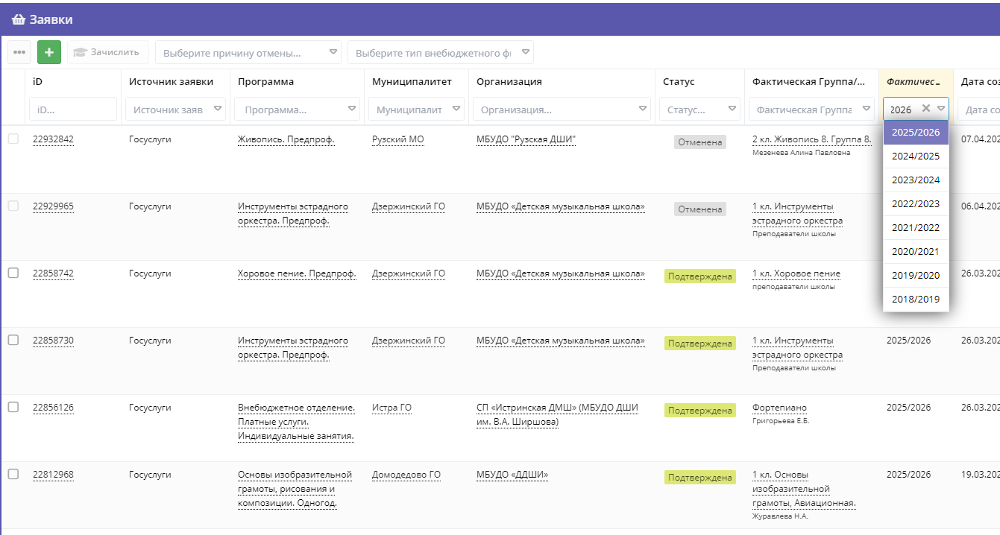 Заявки
Зачислить
Выберите причину отмены...
Выберите тип внебюджетного ф
iD
Источник заявки
Программа
Муниципалитет
Организация
Статус
Фактическая Группа/...
Фактичес...
Дата соз
iD...
Источник заяв
Программа...
Муниципалит
Организация...
Статус...
Фактическая Группа
2026
Дата со
2025/2026
2024/2025
2023/2024
2022/2023
2021/2022
2020/2021
2019/2020
2018/2019
22932842
Госуслуги
Живопись. Предпроф.
Рузский МО
МБУДО "Рузская ДШИ"
Отменена
2 кл. Живопись 8. Группа 8.
Мезенева Алина Павловна
07.04.202
22929965
Госуслуги
Инструменты эстрадного
оркестра. Предпроф.
Дзержинский ГО
МБУДО «Детская музыкальная школа»
Отменена
1 кл. Инструменты
эстрадного оркестра
Преподаватели школы
06.04.202
22858742
Госуслуги
Хоровое пение. Предпроф.
Дзержинский ГО
МБУДО «Детская музыкальная школа»
Подтверждена
1 кл. Хоровое пение
преподаватели школы
26.03.202
22858730
Госуслуги
Инструменты эстрадного
оркестра. Предпроф.
Дзержинский ГО
МБУДО «Детская музыкальная школа»
Подтверждена
1 кл. Инструменты
эстрадного оркестра
Преподаватели школы
2025/2026
26.03.202
22856126
Госуслуги
Внебюджетное отделение.
Платные услуги.
Индивидуальные занятия.
Истра ГО
СП «Истринская ДМШ» (МБУДО ДШИ
им. В.А. Ширшова)
Подтверждена
Фортепиано
Григорьева Е.Б.
2025/2026
26.03.202
22812968
Госуслуги
Основы изобразительной
грамоты, рисования и
композиции. Одногод.
Домодедово ГО
МБУДО «ДДШИ»
Подтверждена
1 кл. Основы
изобразительной
грамоты, Авиационная.
Журавлева Н.А.
2025/2026
19.03.202